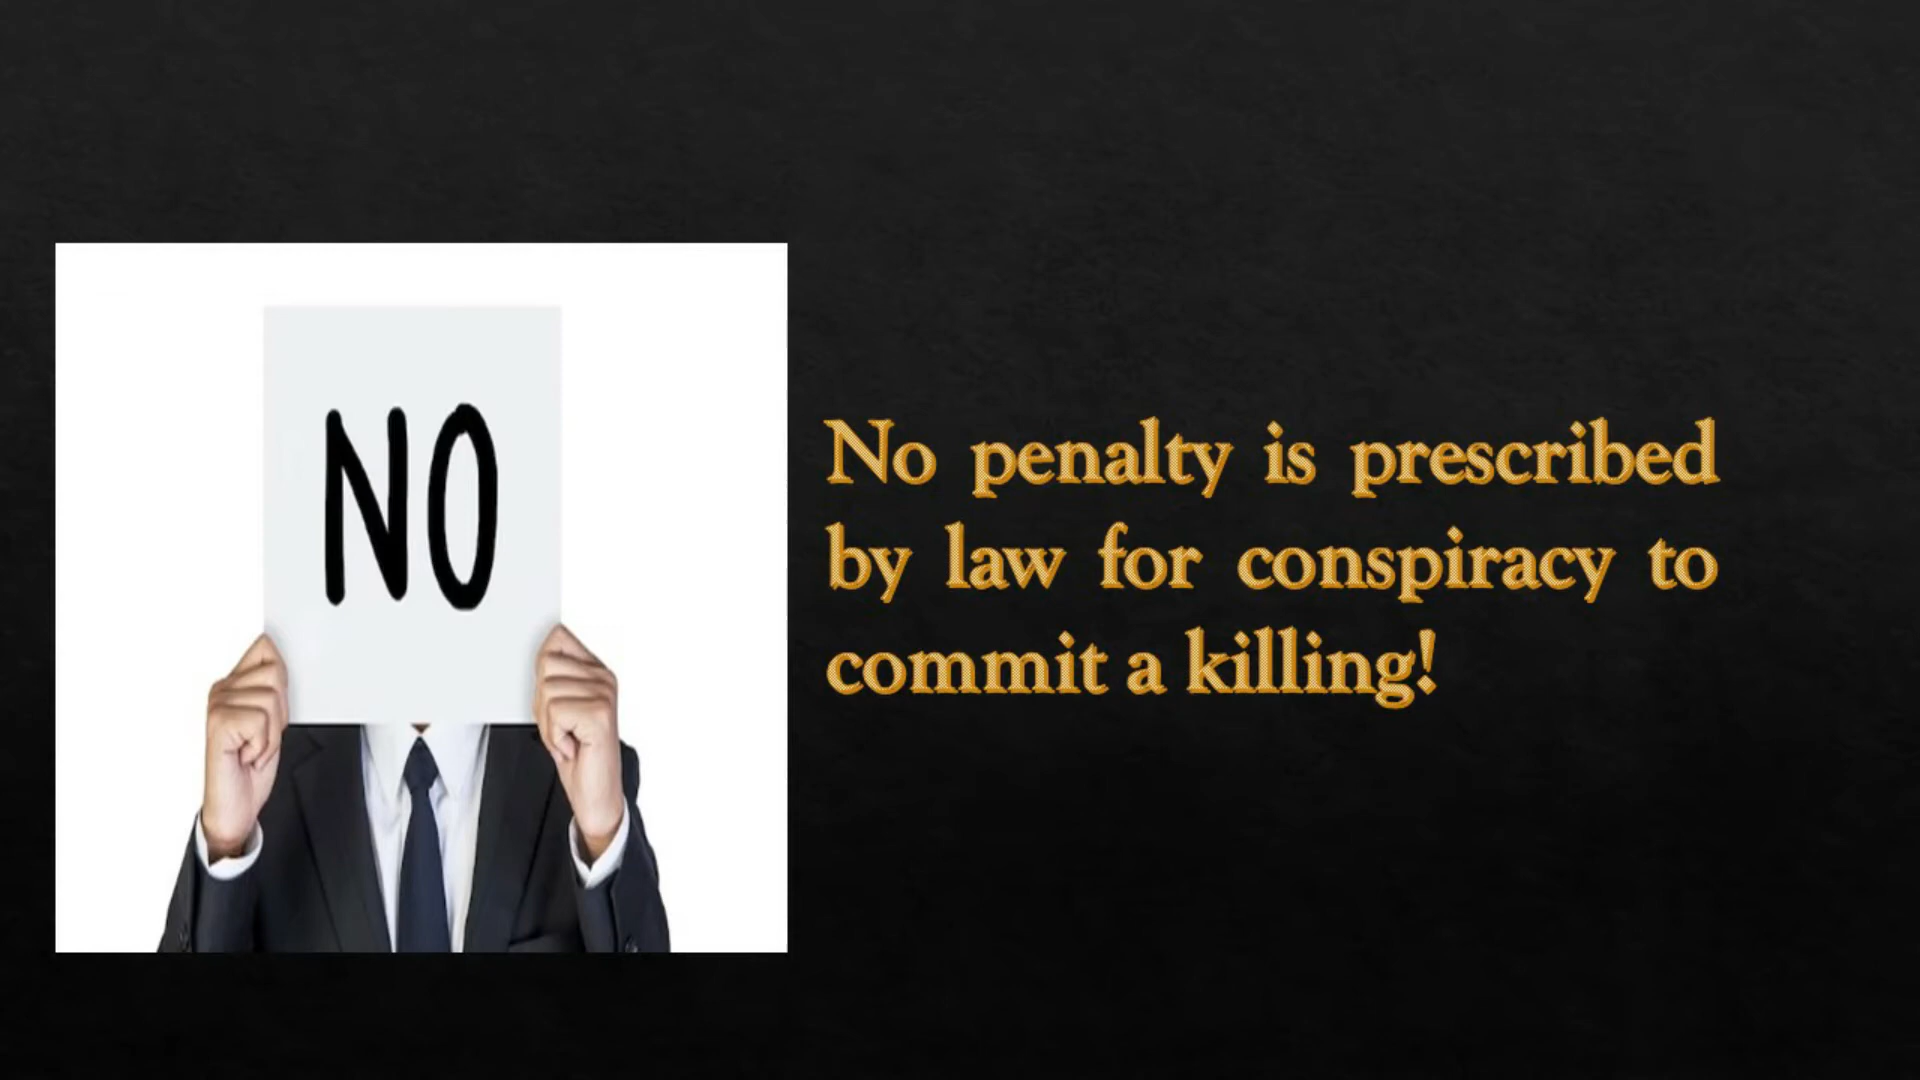 NO
No penalty is prescribed
by law for conspiracy to
commit a killing!